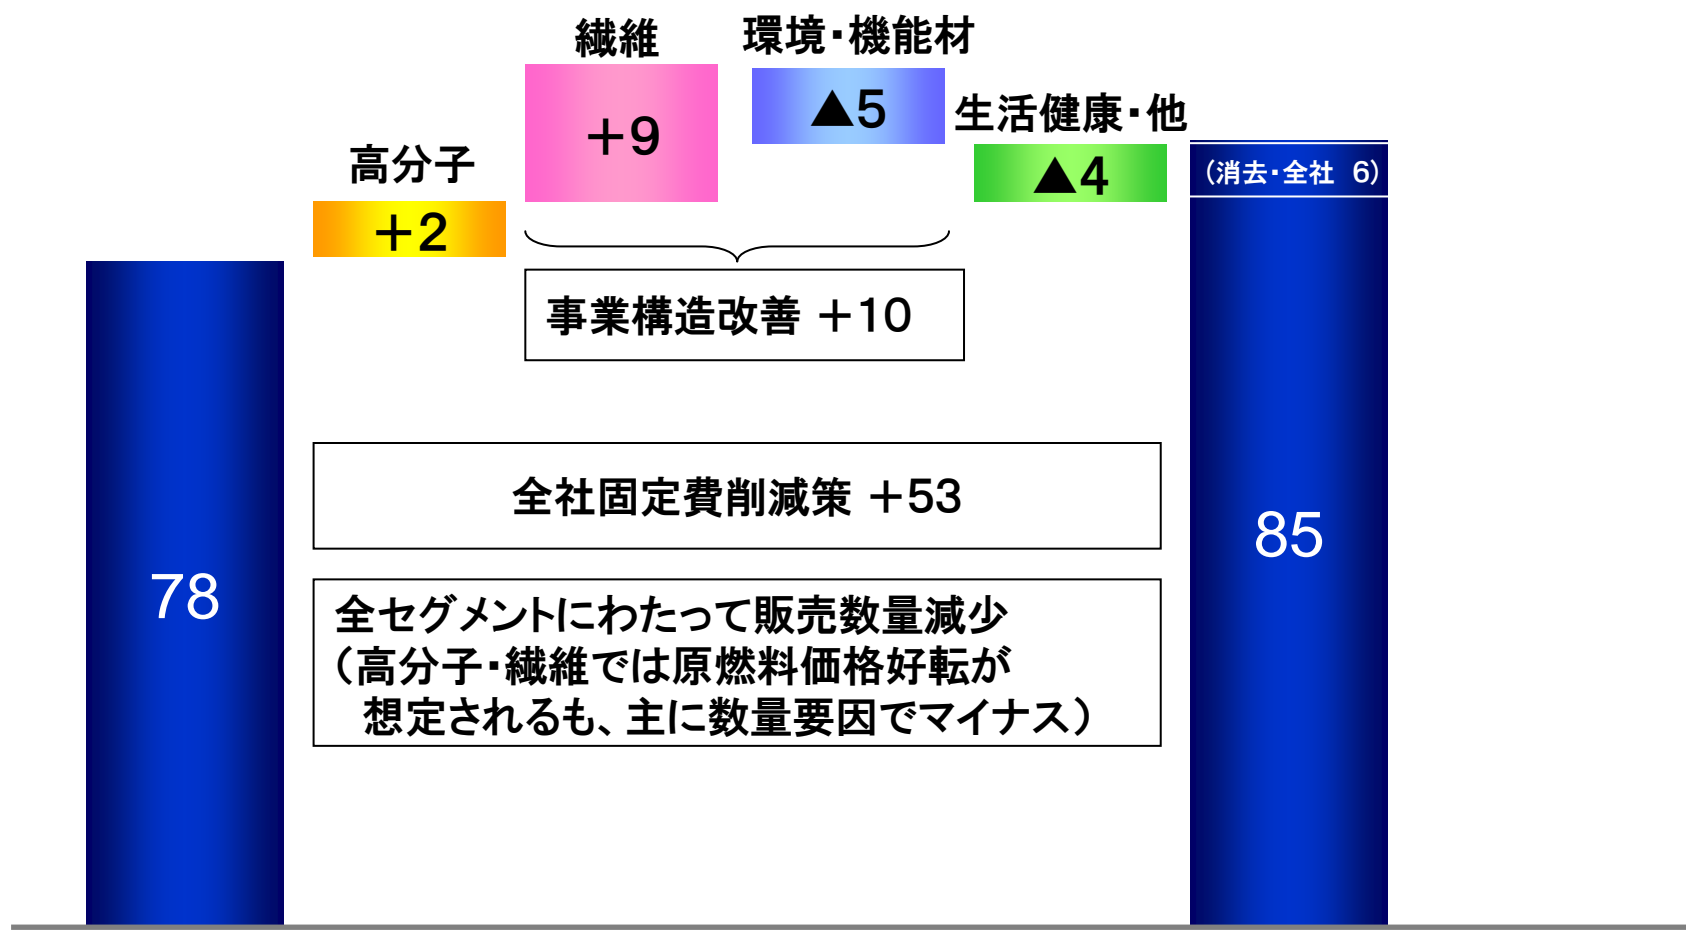 繊維
環境・機能材
+9
▲5
生活健康・他
高分子
▲4
(消去・全社 6)
+2
事業構造改善 +10
全社固定費削減策 +53
78
85
全セグメントにわたって販売数量減少
(高分子・繊維では原燃料価格好転が
想定されるも、主に数量要因でマイナス)